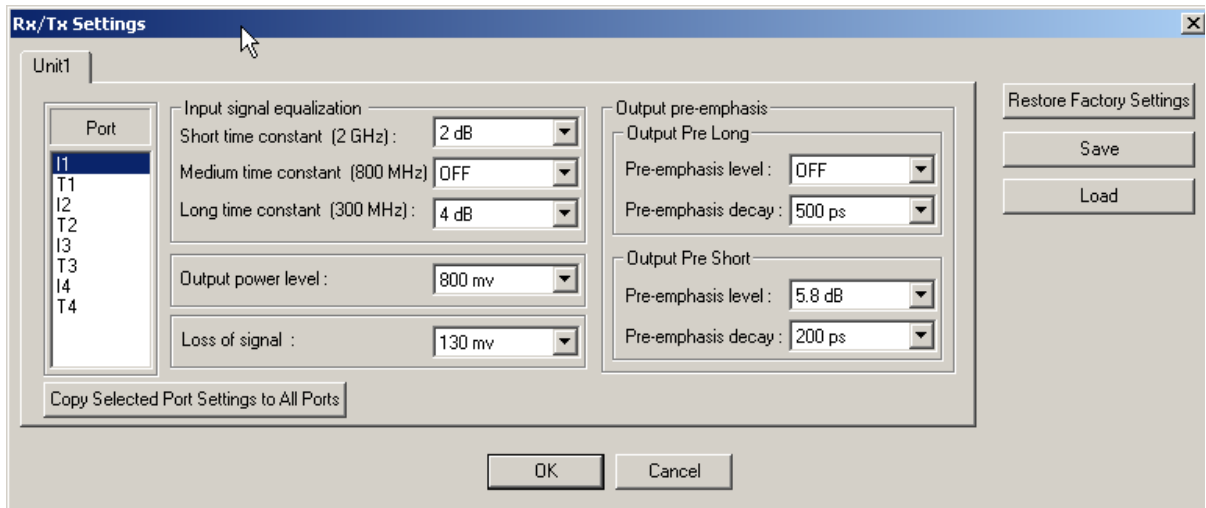 Rx/Tx Settings
Unit1
Port
I1
T1
I2
T2
I3
T3
I4
T4
Input signal equalization
Short time constant (2 GHz) : 2 dB
Medium time constant (800 MHz) OFF
Long time constant (300 MHz) : 4 dB
Output power level : 800 mv
Loss of signal : 130 mv
Output pre-emphasis
Output Pre Long
Pre-emphasis level : OFF
Pre-emphasis decay : 500 ps
Output Pre Short
Pre-emphasis level : 5.8 dB
Pre-emphasis decay : 200 ps
Copy Selected Port Settings to All Ports
Restore Factory Settings
Save
Load
OK
Cancel